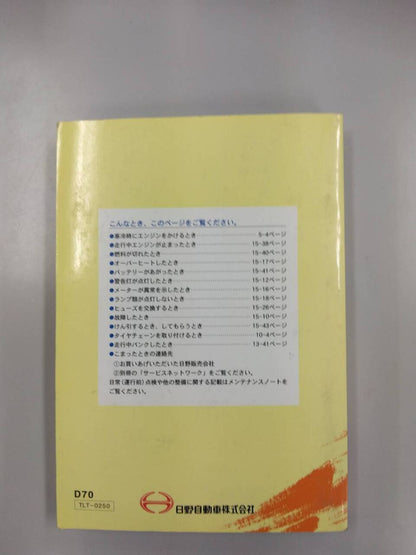 こんなとき、このページをご覧ください。
●寒冷時にエンジンをかけるとき 5-4ページ
●走行中エンジンが止まったとき 15-38ページ
●燃料が切れたとき 15-40ページ
●オーバーヒートしたとき 15-17ページ
●バッテリーがあがったとき 15-41ページ
●警告灯が点灯したとき 15-12ページ
●メーターが異常を示したとき 15-16ページ
●ランプ類が点灯しないとき 15-18ページ
●ヒューズを交換するとき 15-26ページ
●故障したとき 15-10ページ
●けん引するとき、してもらうとき 15-43ページ
●タイヤチェーンを取り付けるとき 10-4ページ
●走行中パンクしたとき 13-41ページ
●こまったときの連絡先
①お買いあげいただいた日野販売会社
②別冊の「サービスネットワーク」をご覧ください。
日常(運行前)点検や他の整備に関する記載はメンテナンスノートを
ご覧ください。
D70
TLT-0250
日野自動車株式会社